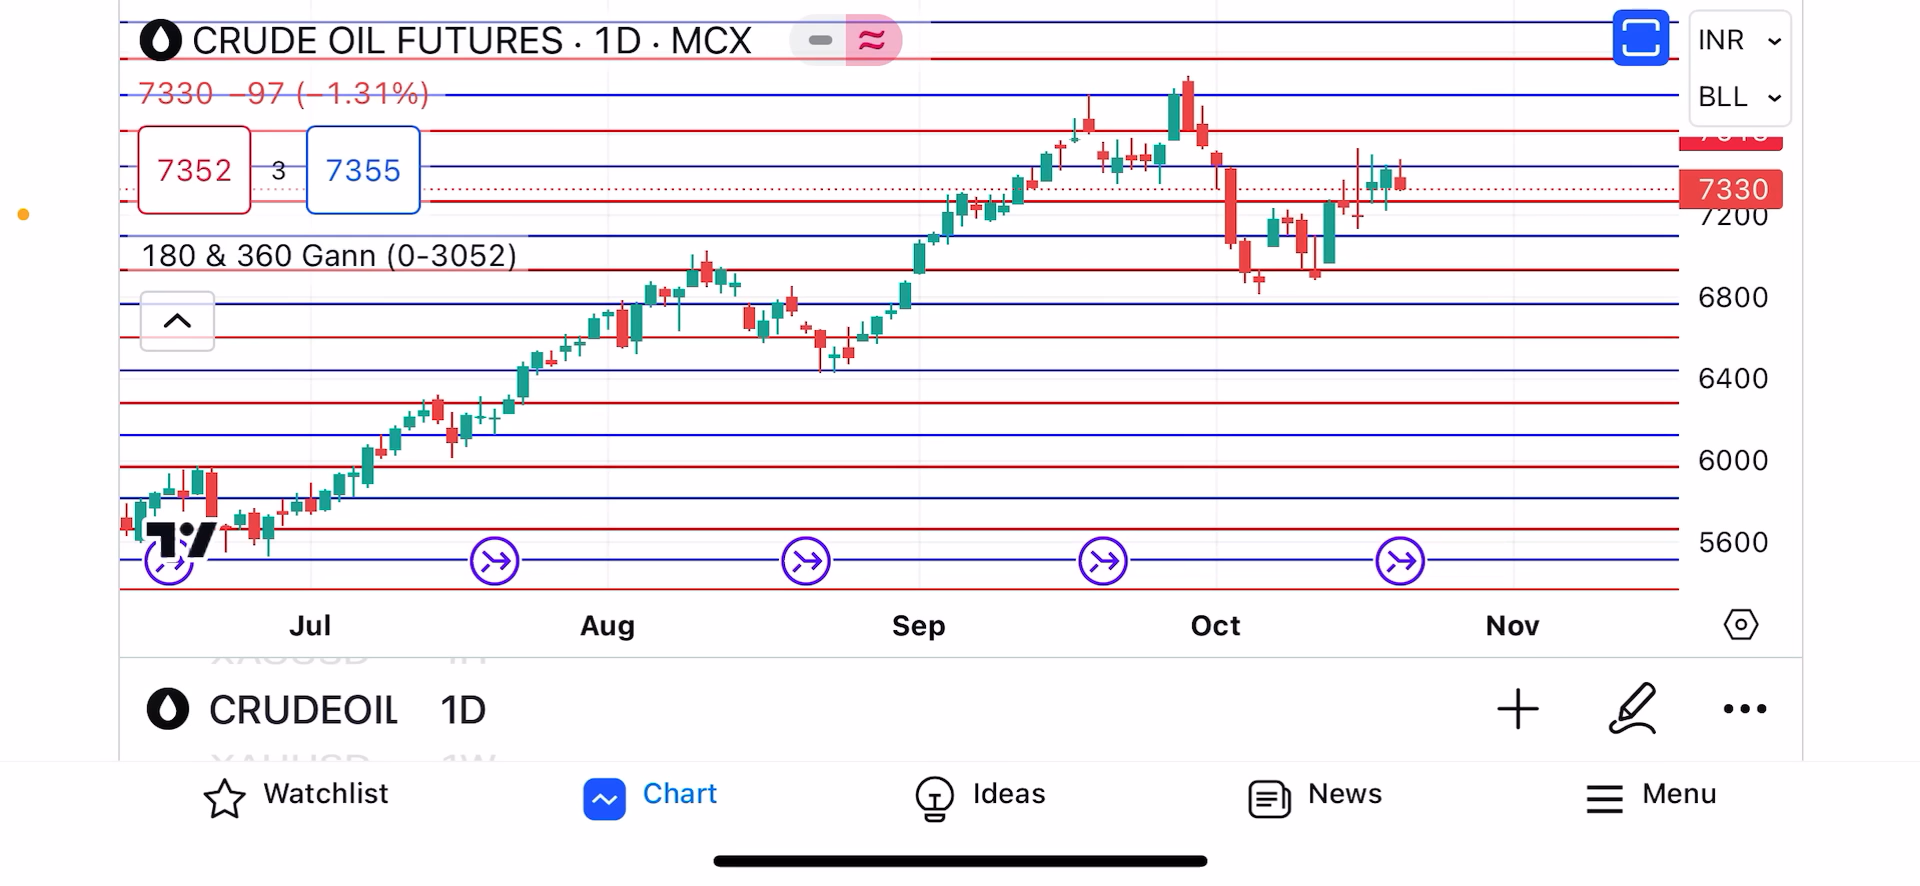 CRUDE OIL FUTURES · 1D · MCX
INR
7330 −97 (−1.31%)
BLL
7352 3 7355
7330
7200
180 & 360 Gann (0-3052)
6800
6400
6000
5600
Jul Aug Sep Oct Nov
CRUDEOIL 1D
Watchlist Chart Ideas News Menu